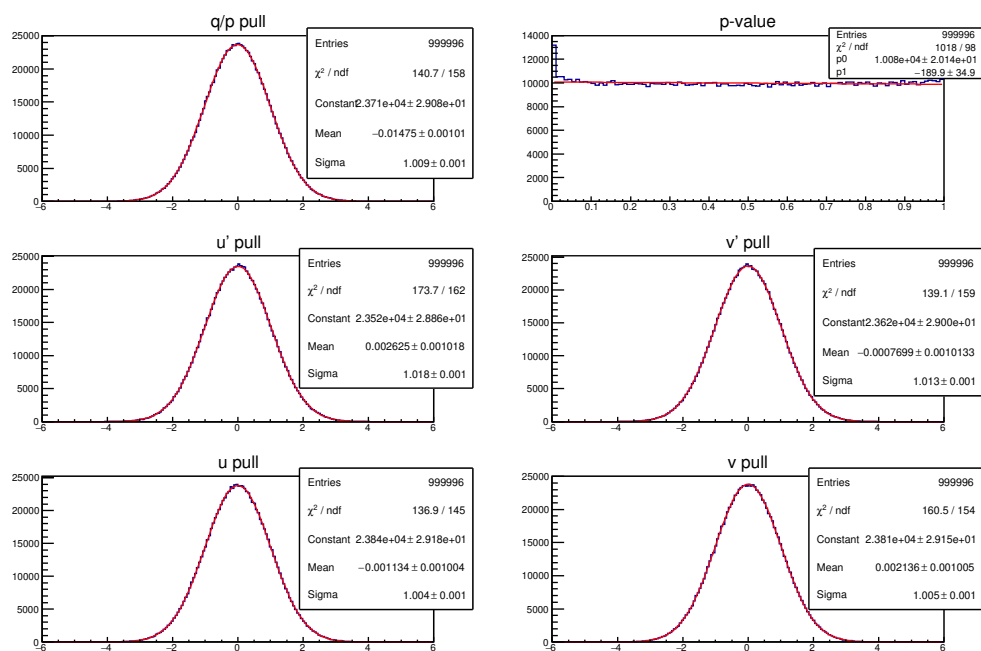 q/p pull
Entries 999996
χ² / ndf 140.7 / 158
Constant 2.371e+04 ± 2.908e+01
Mean −0.01475 ± 0.00101
Sigma 1.009 ± 0.001
25000
20000
15000
10000
5000
0
−6 −4 −2 0 2 4 6
p-value
Entries 999996
χ² / ndf 1018 / 98
p0 1.008e+04 ± 2.014e+01
p1 −189.9 ± 34.9
14000
12000
10000
8000
6000
4000
2000
0
0 0.1 0.2 0.3 0.4 0.5 0.6 0.7 0.8 0.9 1
u' pull
Entries 999996
χ² / ndf 173.7 / 162
Constant 2.352e+04 ± 2.886e+01
Mean 0.002625 ± 0.001018
Sigma 1.018 ± 0.001
25000
20000
15000
10000
5000
0
−6 −4 −2 0 2 4 6
v' pull
Entries 999996
χ² / ndf 139.1 / 159
Constant 2.362e+04 ± 2.900e+01
Mean −0.0007699 ± 0.0010133
Sigma 1.013 ± 0.001
25000
20000
15000
10000
5000
0
−6 −4 −2 0 2 4 6
u pull
Entries 999996
χ² / ndf 136.9 / 145
Constant 2.384e+04 ± 2.918e+01
Mean −0.001134 ± 0.001004
Sigma 1.004 ± 0.001
25000
20000
15000
10000
5000
0
−6 −4 −2 0 2 4 6
v pull
Entries 999996
χ² / ndf 160.5 / 154
Constant 2.381e+04 ± 2.915e+01
Mean 0.002136 ± 0.001005
Sigma 1.005 ± 0.001
25000
20000
15000
10000
5000
0
−6 −4 −2 0 2 4 6